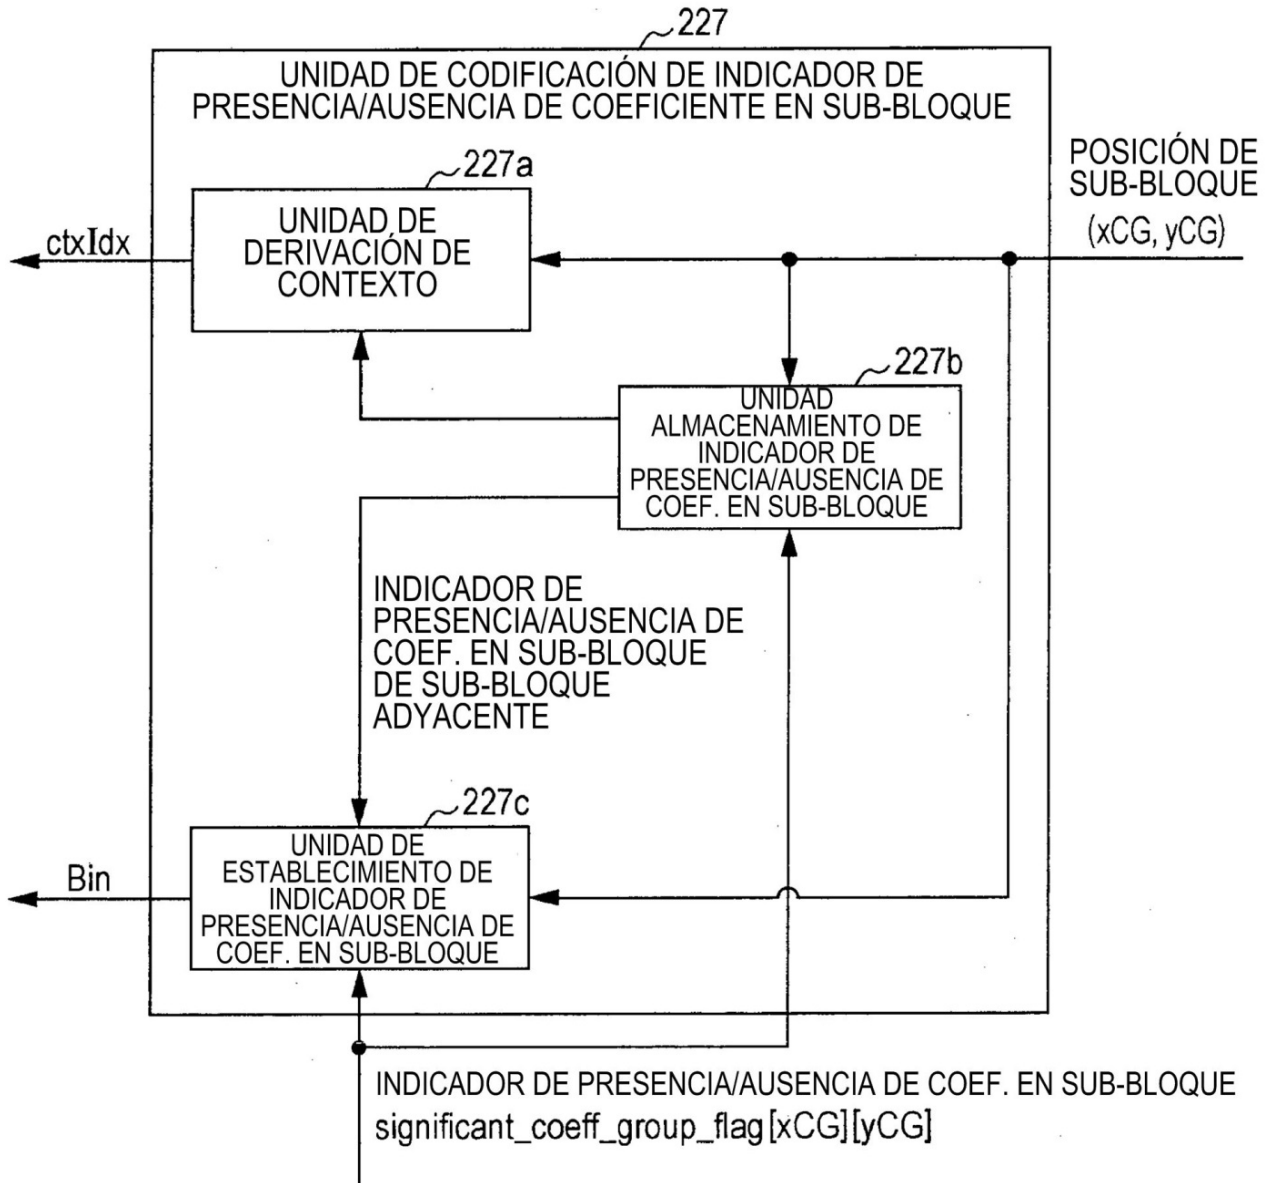 227
UNIDAD DE CODIFICACIÓN DE INDICADOR DE
PRESENCIA/AUSENCIA DE COEFICIENTE EN SUB-BLOQUE
POSICIÓN DE
SUB-BLOQUE
(xCG, yCG)
227a
UNIDAD DE
DERIVACIÓN DE
CONTEXTO
ctxIdx
227b
UNIDAD
ALMACENAMIENTO DE
INDICADOR DE
PRESENCIA/AUSENCIA DE
COEF. EN SUB-BLOQUE
INDICADOR DE
PRESENCIA/AUSENCIA DE
COEF. EN SUB-BLOQUE
DE SUB-BLOQUE
ADYACENTE
227c
UNIDAD DE
ESTABLECIMIENTO DE
INDICADOR DE
PRESENCIA/AUSENCIA DE
COEF. EN SUB-BLOQUE
Bin
INDICADOR DE PRESENCIA/AUSENCIA DE COEF. EN SUB-BLOQUE
significant_coeff_group_flag[xCG][yCG]